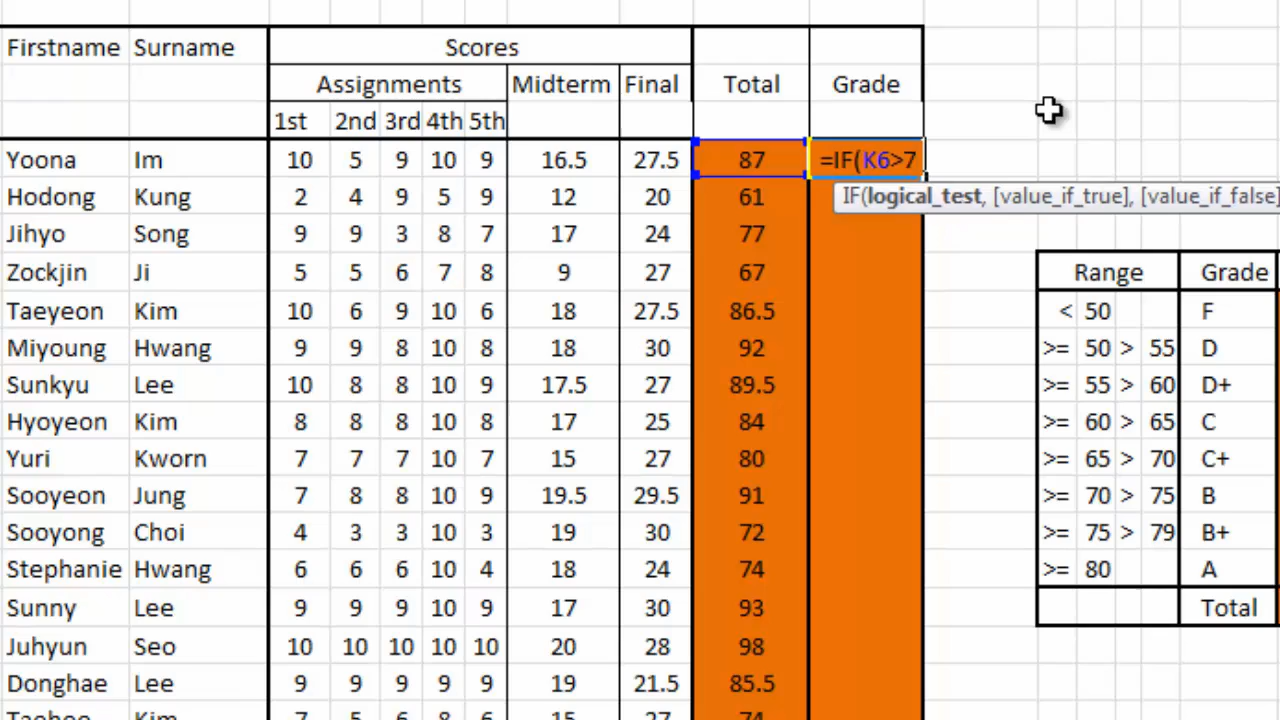 Firstname Surname Scores
Assignments Midterm Final Total Grade
1st 2nd 3rd 4th 5th
Yoona Im 10 5 9 10 9 16.5 27.5 87 =IF(K6>7
Hodong Kung 2 4 9 5 9 12 20 61 IF(logical_test, [value_if_true], [value_if_false]
Jihyo Song 9 9 3 8 7 17 24 77
Zockjin Ji 5 5 6 7 8 9 27 67 Range Grade
Taeyeon Kim 10 6 9 10 6 18 27.5 86.5 < 50 F
Miyoung Hwang 9 9 8 10 8 18 30 92 >= 50 > 55 D
Sunkyu Lee 10 8 8 10 9 17.5 27 89.5 >= 55 > 60 D+
Hyoyeon Kim 8 8 8 10 8 17 25 84 >= 60 > 65 C
Yuri Kworn 7 7 7 10 7 15 27 80 >= 65 > 70 C+
Sooyeon Jung 7 8 8 10 9 19.5 29.5 91 >= 70 > 75 B
Sooyong Choi 4 3 3 10 3 19 30 72 >= 75 > 79 B+
Stephanie Hwang 6 6 6 10 4 18 24 74 >= 80 A
Sunny Lee 9 9 9 10 9 17 30 93 Total
Juhyun Seo 10 10 10 10 10 20 28 98
Donghae Lee 9 9 9 9 9 19 21.5 85.5
Kim 7 5 6 8 6 15 27 74